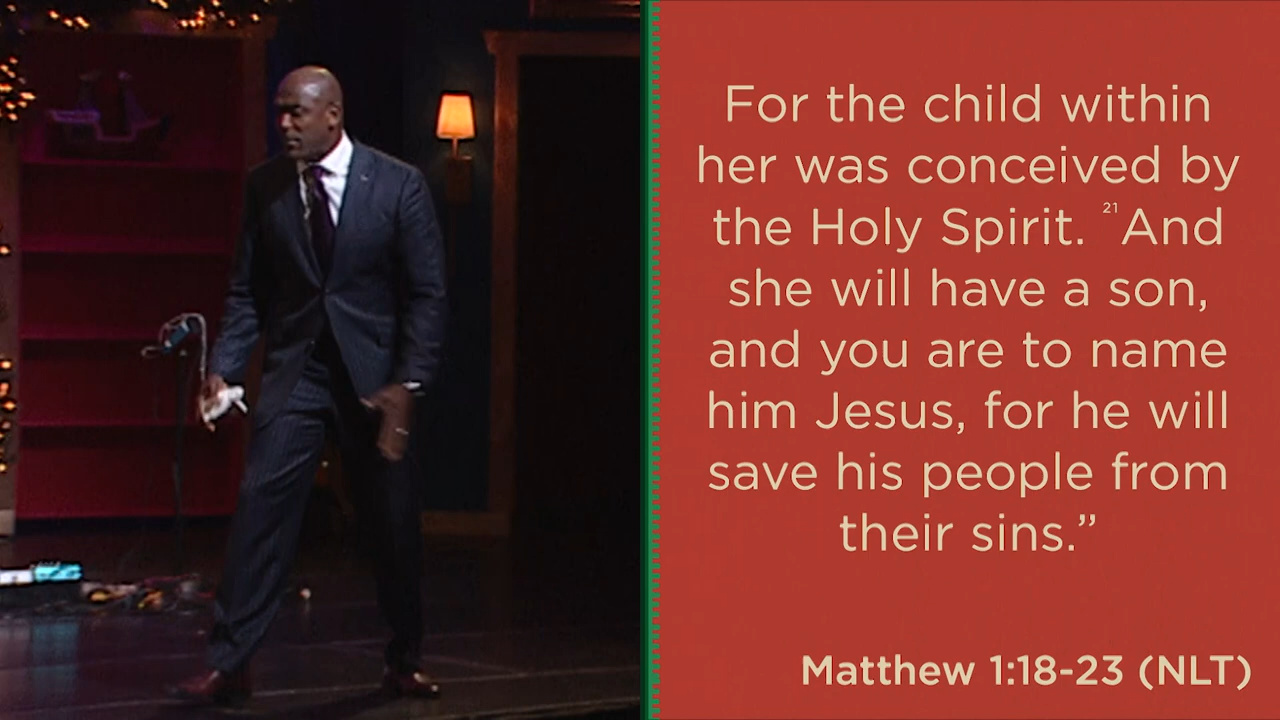 For the child within
her was conceived by
the Holy Spirit. 21 And
she will have a son,
and you are to name
him Jesus, for he will
save his people from
their sins.”
Matthew 1:18-23 (NLT)